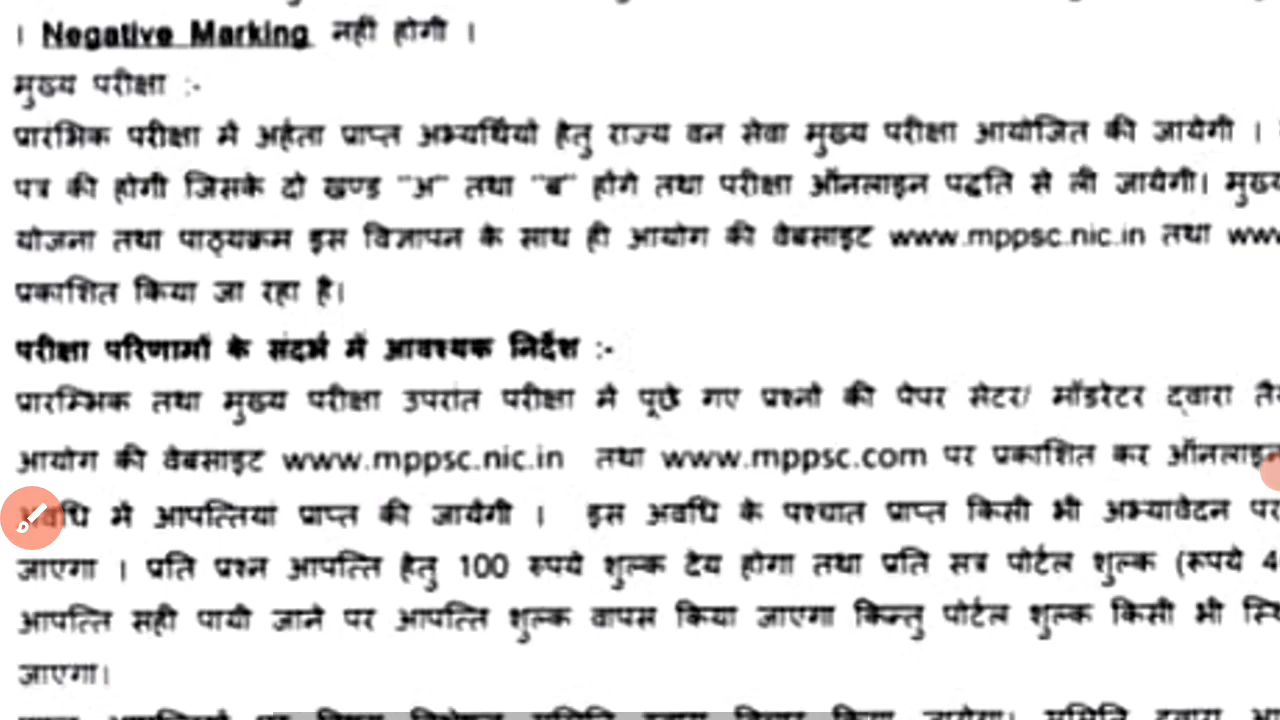 । Negative Marking नही होगी ।
मुख्य परीक्षा :-
प्रारंभिक परीक्षा मे अर्हता प्राप्त अभ्यर्थियो हेतु राज्य वन सेवा मुख्य परीक्षा आयोजित की जायेगी ।
पत्र की होगी जिसके दो खण्ड "अ" तथा "ब" होंगे तथा परीक्षा ऑनलाइन पद्धति से ली जायेगी। मुख्य
योजना तथा पाठ्यक्रम इस विज्ञापन के साथ ही आयोग की वेबसाइट www.mppsc.nic.in तथा www
प्रकाशित किया जा रहा है।
परीक्षा परिणामों के संदर्भ में आवश्यक निर्देश :-
प्रारम्भिक तथा मुख्य परीक्षा उपरांत परीक्षा मे पूछे गए प्रश्नो की पेपर सेटर/ मॉडरेटर द्वारा
आयोग की वेबसाइट www.mppsc.nic.in तथा www.mppsc.com पर प्रकाशित कर ऑनलाइन
अवधि मे आपत्तियां प्राप्त की जायेगी । इस अवधि के पश्चात प्राप्त किसी भी अभ्यावेदन पर
जाएगा । प्रति प्रश्न आपत्ति हेतु 100 रुपये शुल्क देय होगा तथा प्रति सत्र पोर्टल शुल्क (रूपये 4
आपत्ति सही पायी जाने पर आपत्ति शुल्क वापस किया जाएगा किन्तु पोर्टल शुल्क किसी भी
जाएगा।